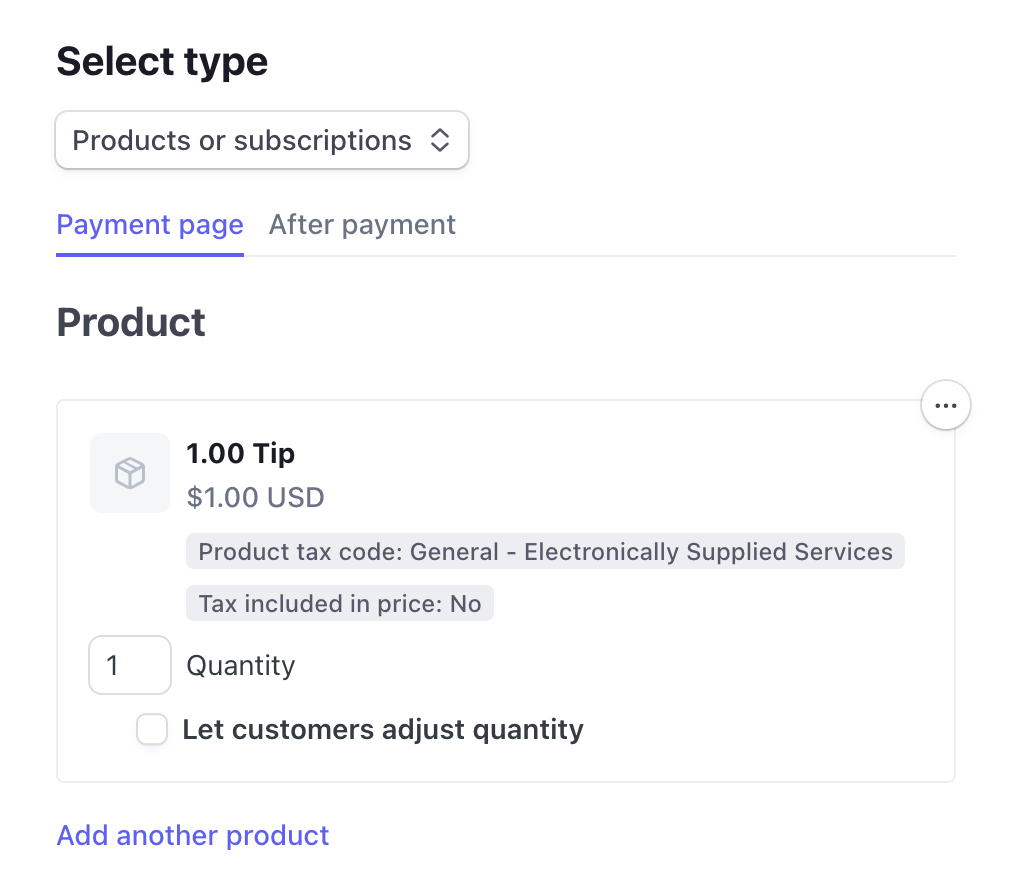 Select type
Products or subscriptions
Payment page After payment
Product
1.00 Tip
$1.00 USD
Product tax code: General - Electronically Supplied Services
Tax included in price: No
1 Quantity
Let customers adjust quantity
Add another product